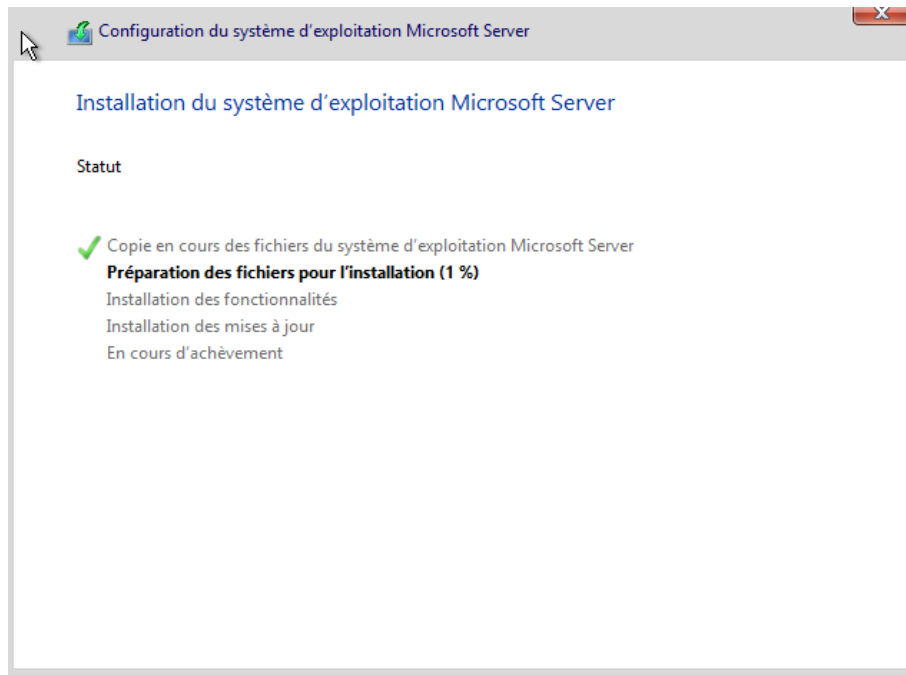 Configuration du système d'exploitation Microsoft Server
Installation du système d'exploitation Microsoft Server
Statut
Copie en cours des fichiers du système d'exploitation Microsoft Server
Préparation des fichiers pour l'installation (1 %)
Installation des fonctionnalités
Installation des mises à jour
En cours d'achèvement